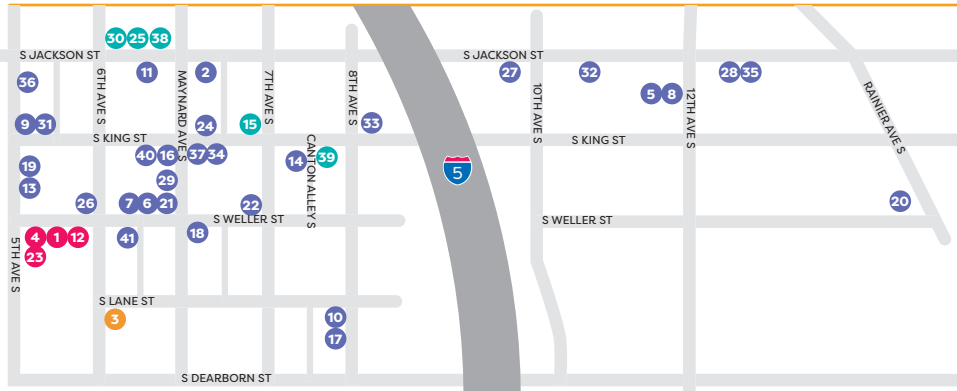 30 25 38
S JACKSON ST
S JACKSON ST
36
6TH AVE S
11
MAYNARD AVE S
2
7TH AVE S
8TH AVE S
27
10TH AVE S
32
5 8
12TH AVE S
28 35
RAINIER AVE S
9 31
24
15
33
S KING ST
S KING ST
40 16
37 34
14
CANTON ALLEY S
39
5
19
13
29
26
7 6 21
22
20
S WELLER ST
S WELLER ST
5TH AVE S
4 1 12
23
41
18
S LANE ST
3
10
17
S DEARBORN ST